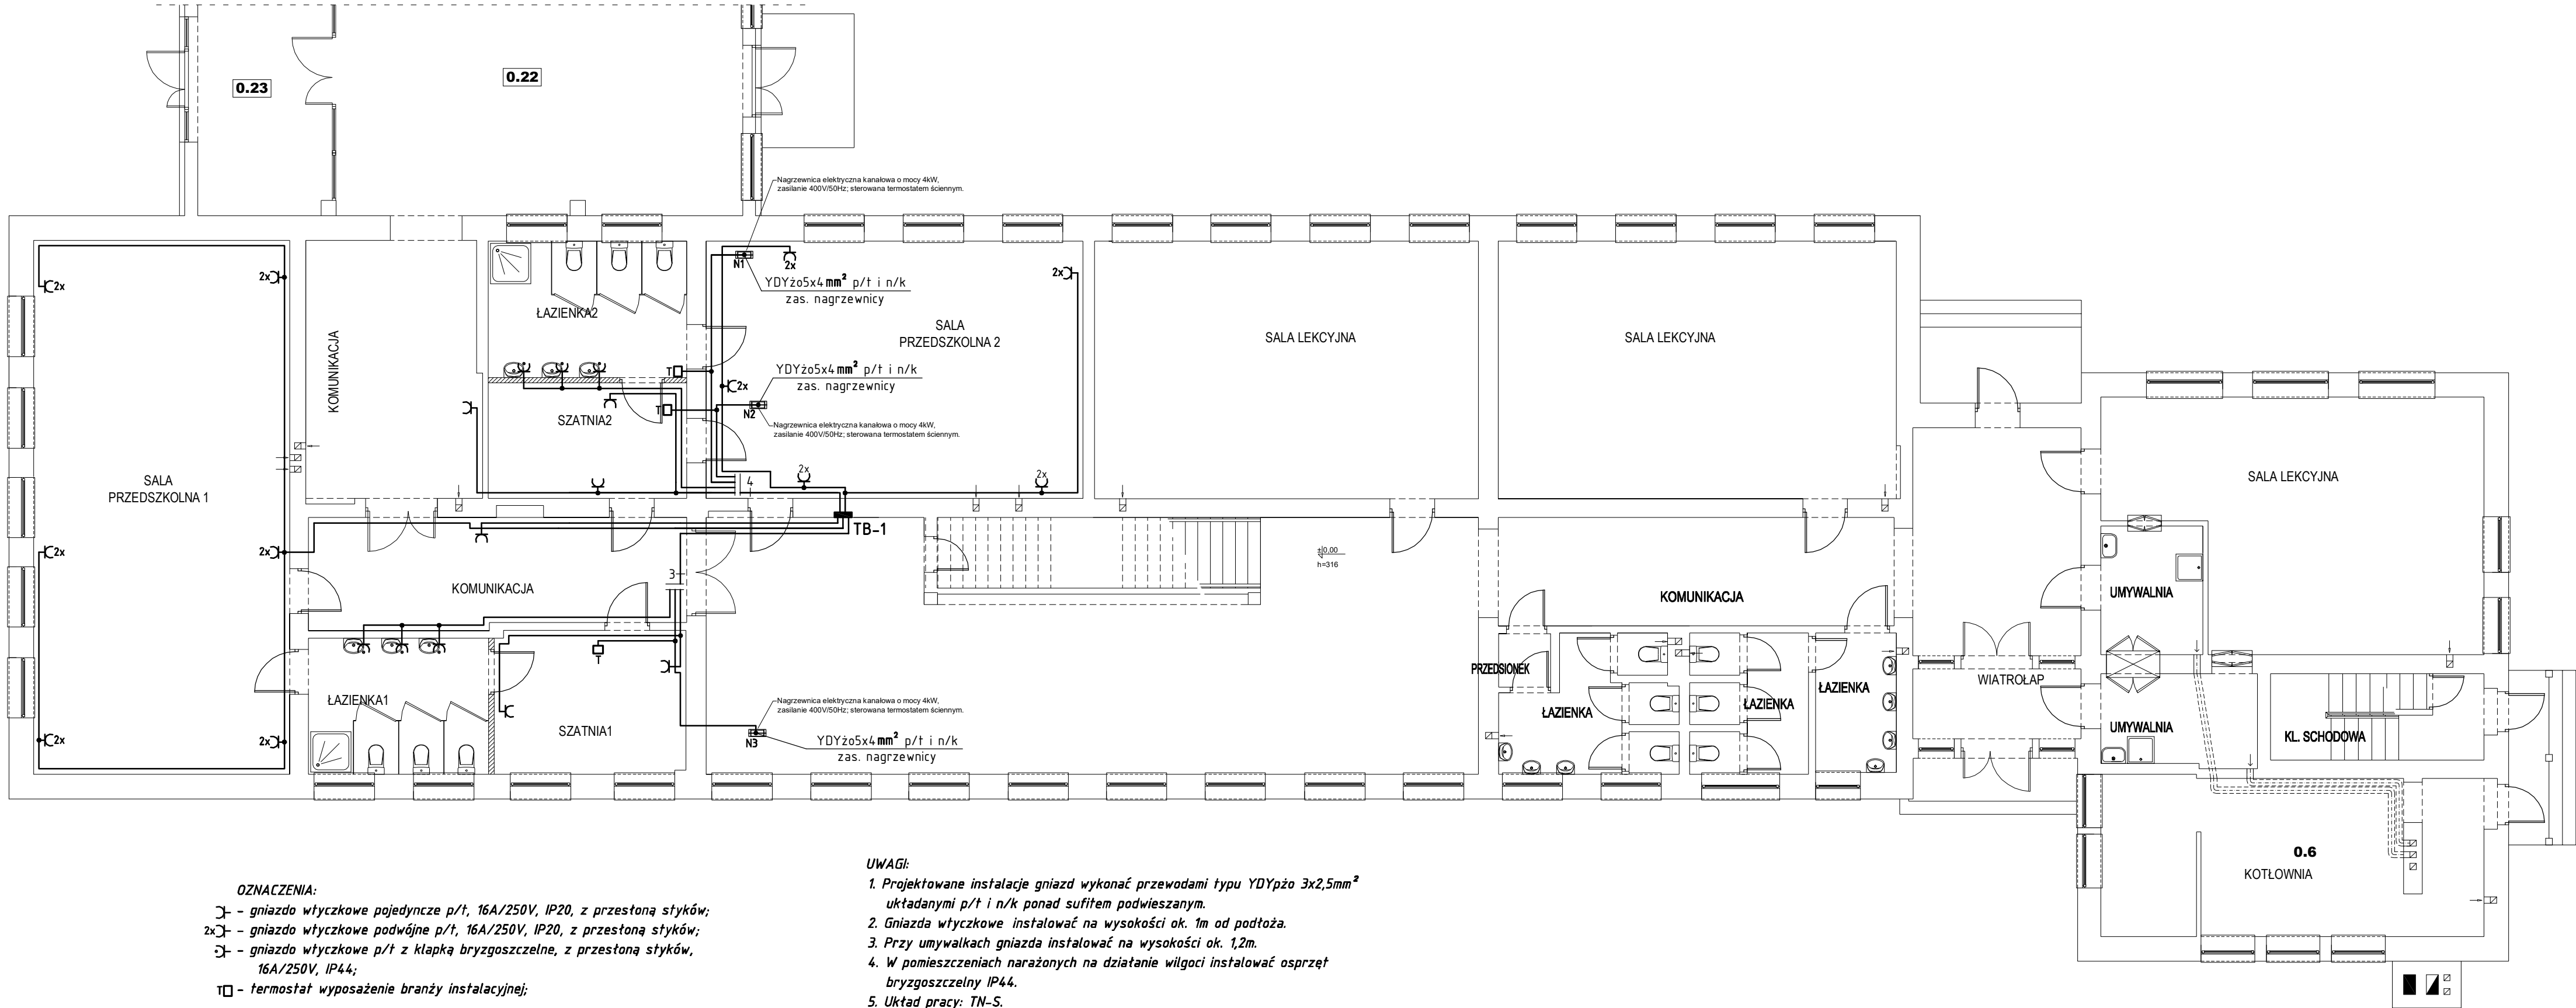 0.23
0.22
Nagrzewnica elektryczna kanałowa o mocy 4kW,
zasilanie 400V/50Hz; sterowana termostatem ściennym.
2x
2x
N1
2x
2x
YDYżo5x4mm² p/t i n/k
zas. nagrzewnicy
ŁAZIENKA2
KOMUNIKACJA
SALA
PRZEDSZKOLNA 2
SALA LEKCYJNA
SALA LEKCYJNA
T
YDYżo5x4mm² p/t i n/k
zas. nagrzewnicy
2x
T
N2
SZATNIA2
Nagrzewnica elektryczna kanałowa o mocy 4kW,
zasilanie 400V/50Hz; sterowana termostatem ściennym.
SALA
PRZEDSZKOLNA 1
2x
4
2x
SALA LEKCYJNA
TB-1
2x
2x
±0,00
h=316
3
KOMUNIKACJA
KOMUNIKACJA
UMYWALNIA
T
PRZEDSIONEK
WIATROŁAP
ŁAZIENKA
ŁAZIENKA1
Nagrzewnica elektryczna kanałowa o mocy 4kW,
zasilanie 400V/50Hz; sterowana termostatem ściennym.
ŁAZIENKA
ŁAZIENKA
SZATNIA1
UMYWALNIA
KL. SCHODOWA
2x
2x
N3
YDYżo5x4mm² p/t i n/k
zas. nagrzewnicy
0.6
KOTŁOWNIA
OZNACZENIA:
- gniazdo wtyczkowe pojedyncze p/t, 16A/250V, IP20, z przesłoną styków;
2x - gniazdo wtyczkowe podwójne p/t, 16A/250V, IP20, z przesłoną styków;
- gniazdo wtyczkowe p/t z klapką bryzgoszczelne, z przesłoną styków,
16A/250V, IP44;
T - termostat wyposażenie branży instalacyjnej;
UWAGI:
1. Projektowane instalacje gniazd wykonać przewodami typu YDYpżo 3x2,5mm²
układanymi p/t i n/k ponad sufitem podwieszanym.
2. Gniazda wtyczkowe instalować na wysokości ok. 1m od podłoża.
3. Przy umywalkach gniazda instalować na wysokości ok. 1,2m.
4. W pomieszczeniach narażonych na działanie wilgoci instalować osprzęt
bryzgoszczelny IP44.
5. Układ pracy: TN-S.